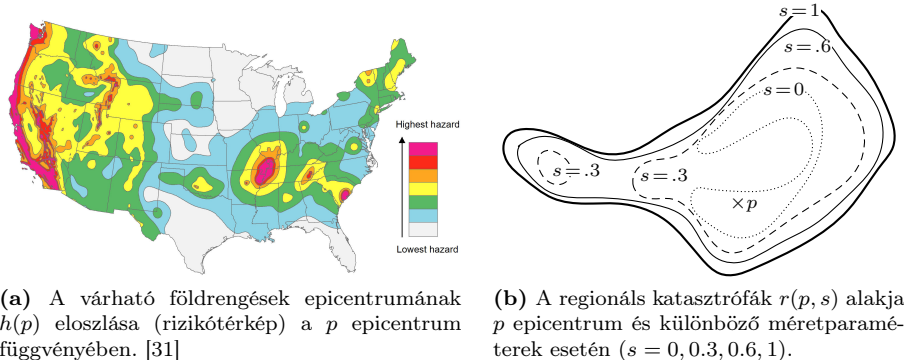 Highest hazard
Lowest hazard
s=1
s=.6
s=0
s=.3
s=.3
×p
(a) A várható földrengések epicentrumának
h(p) eloszlása (rizikótérkép) a p epicentrum
függvényében. [31]
(b) A regionáls katasztrófák r(p, s) alakja
p epicentrum és különböző méretparamé-
terek esetén (s = 0, 0.3, 0.6, 1).